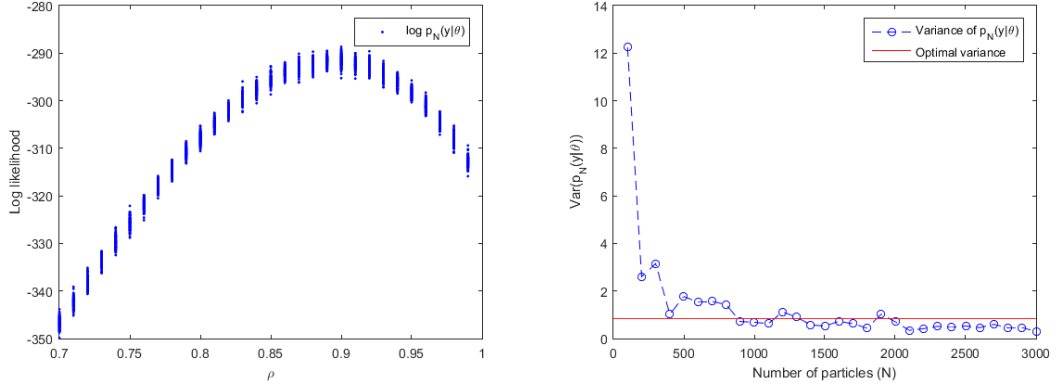 -280
-290
-300
-310
-320
-330
-340
-350
Log likelihood
log p_N(y|θ)
0.7 0.75 0.8 0.85 0.9 0.95 1
ρ
14
12
10
8
6
4
2
0
Var(p_N(y|θ))
Variance of p_N(y|θ)
Optimal variance
0 500 1000 1500 2000 2500 3000
Number of particles (N)